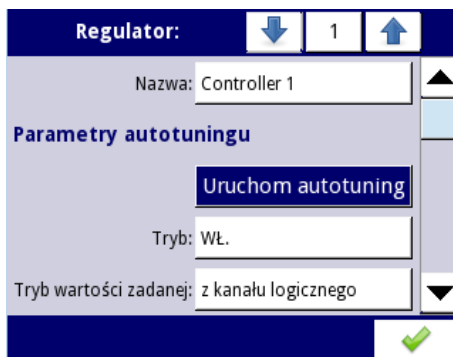 Regulator: 1
Nazwa: Controller 1
Parametry autotuningu
Uruchom autotuning
Tryb: WŁ.
Tryb wartości zadanej: z kanału logicznego